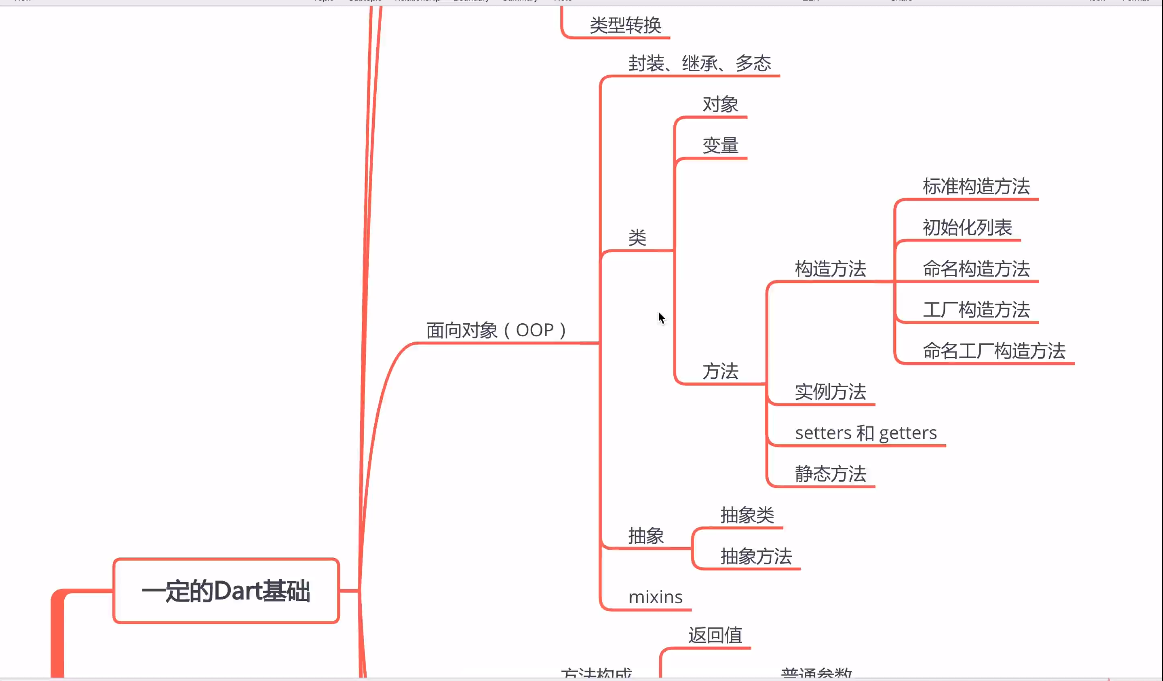 类型转换
封装、继承、多态
对象
变量
标准构造方法
初始化列表
类
构造方法
命名构造方法
工厂构造方法
面向对象（OOP）
命名工厂构造方法
方法
实例方法
setters 和 getters
静态方法
抽象类
抽象
抽象方法
一定的Dart基础
mixins
返回值
方法构成
普通参数